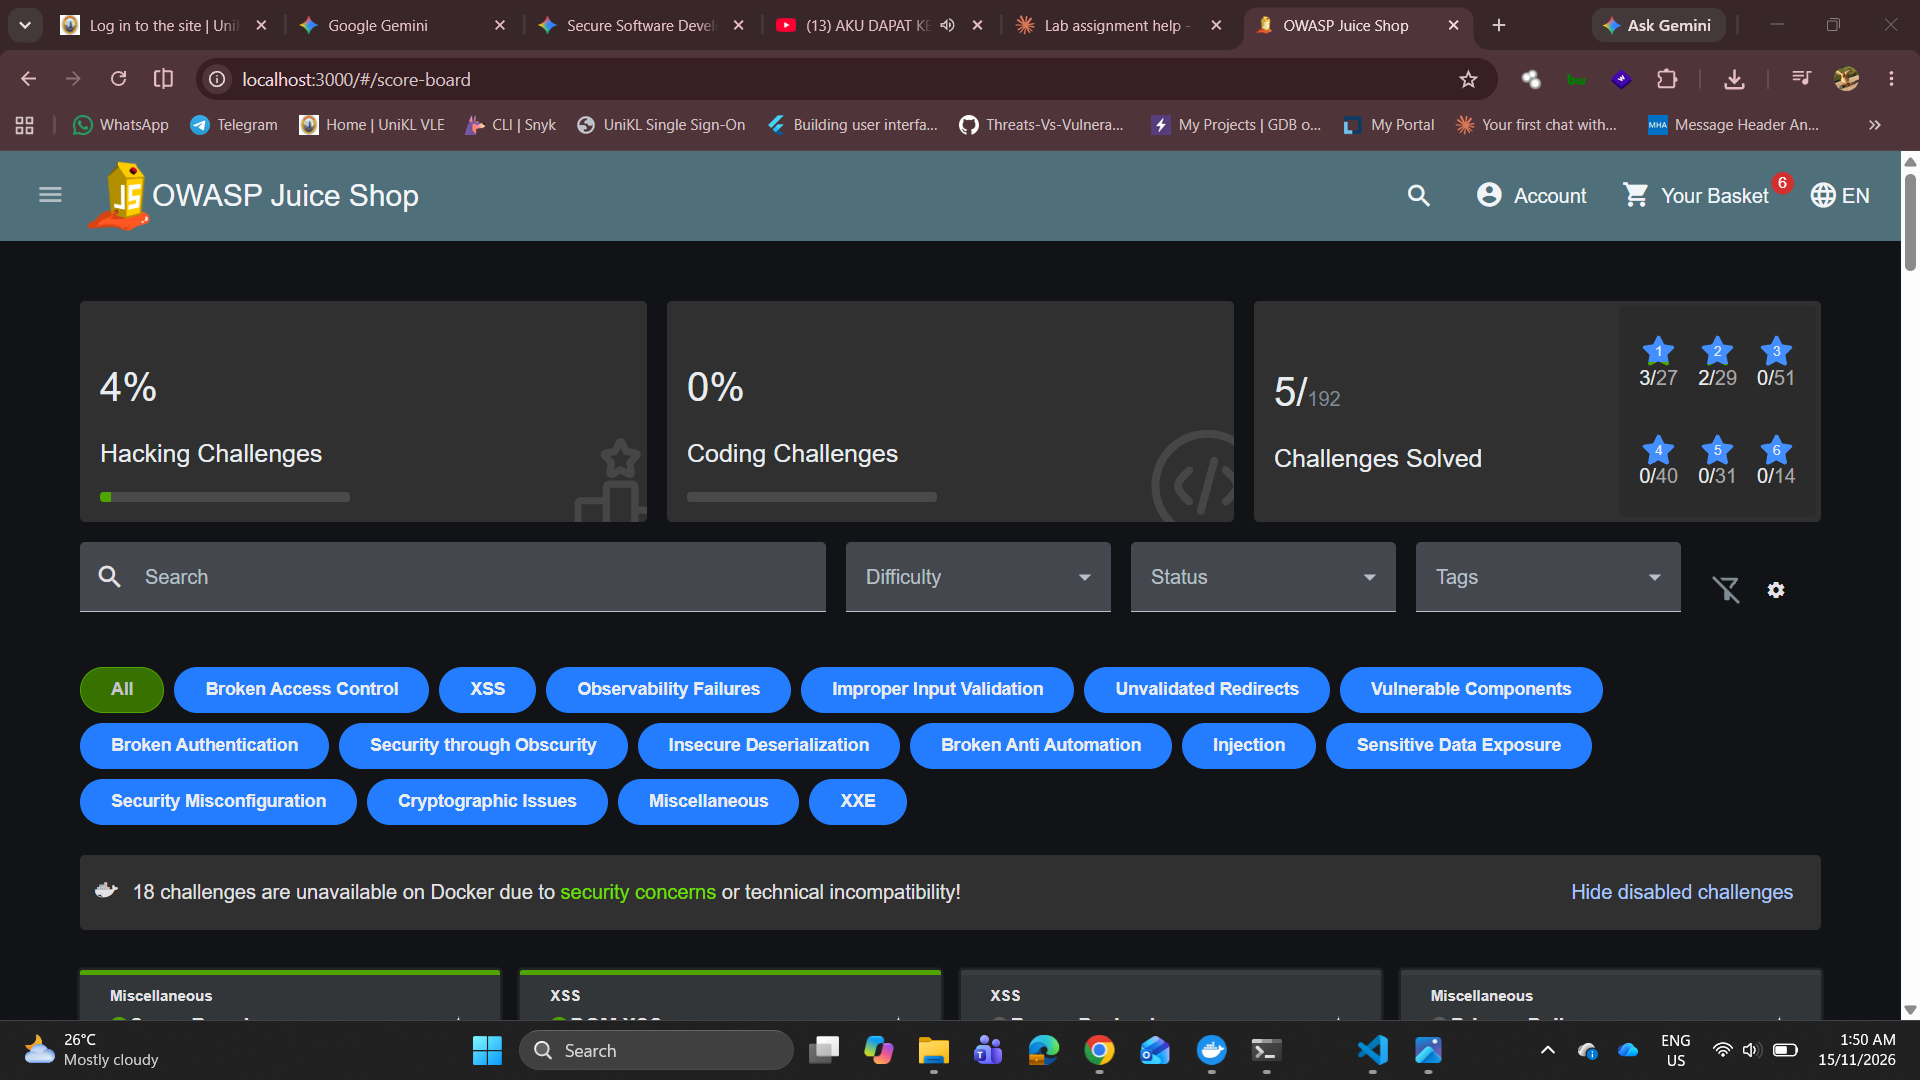 Log in to the site | Uni
Google Gemini
Secure Software Devel
(13) AKU DAPAT KE
Lab assignment help -
OWASP Juice Shop
Ask Gemini
localhost:3000/#/score-board
WhatsApp
Telegram
Home | UniKL VLE
CLI | Snyk
UniKL Single Sign-On
Building user interfa...
Threats-Vs-Vulnera...
My Projects | GDB o...
My Portal
Your first chat with...
MHA
Message Header An...
JS
OWASP Juice Shop
Account
Your Basket
6
EN
4%
Hacking Challenges
0%
Coding Challenges
5/192
Challenges Solved
1 2 3
3/27 2/29 0/51
4 5 6
0/40 0/31 0/14
Search
Difficulty
Status
Tags
All
Broken Access Control
XSS
Observability Failures
Improper Input Validation
Unvalidated Redirects
Vulnerable Components
Broken Authentication
Security through Obscurity
Insecure Deserialization
Broken Anti Automation
Injection
Sensitive Data Exposure
Security Misconfiguration
Cryptographic Issues
Miscellaneous
XXE
18 challenges are unavailable on Docker due to security concerns or technical incompatibility!
Hide disabled challenges
Miscellaneous
XSS
XSS
Miscellaneous
26°C
Mostly cloudy
Search
ENG
US
1:50 AM
15/11/2026